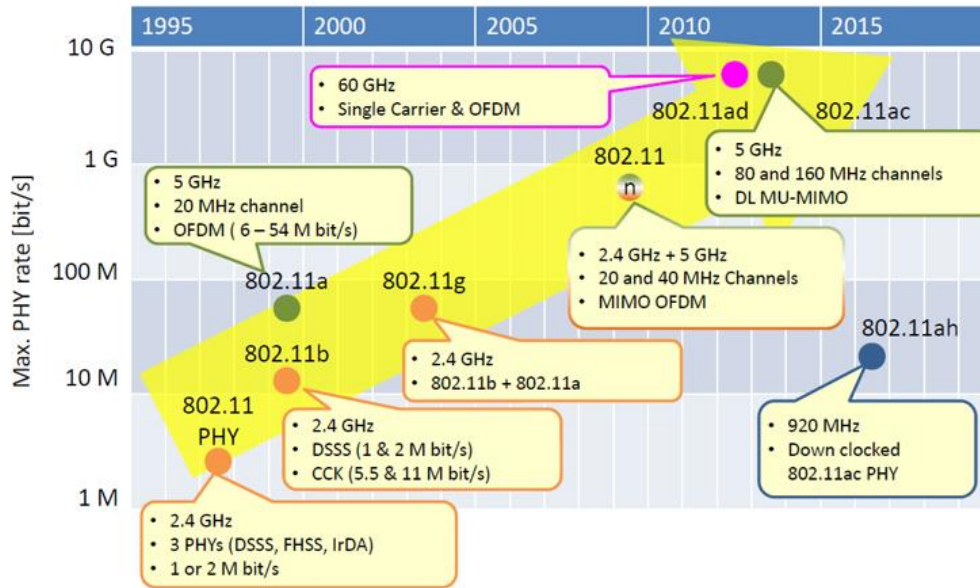 1995 2000 2005 2010 2015
10 G
1 G
100 M
10 M
1 M
Max. PHY rate [bit/s]
• 60 GHz
• Single Carrier & OFDM
802.11ad
802.11ac
• 5 GHz
• 80 and 160 MHz channels
• DL MU-MIMO
802.11
n
• 2.4 GHz + 5 GHz
• 20 and 40 MHz Channels
• MIMO OFDM
• 5 GHz
• 20 MHz channel
• OFDM ( 6 – 54 M bit/s)
802.11a
802.11g
• 2.4 GHz
• 802.11b + 802.11a
802.11ah
• 920 MHz
• Down clocked
802.11ac PHY
802.11b
• 2.4 GHz
• DSSS (1 & 2 M bit/s)
• CCK (5.5 & 11 M bit/s)
802.11
PHY
• 2.4 GHz
• 3 PHYs (DSSS, FHSS, IrDA)
• 1 or 2 M bit/s